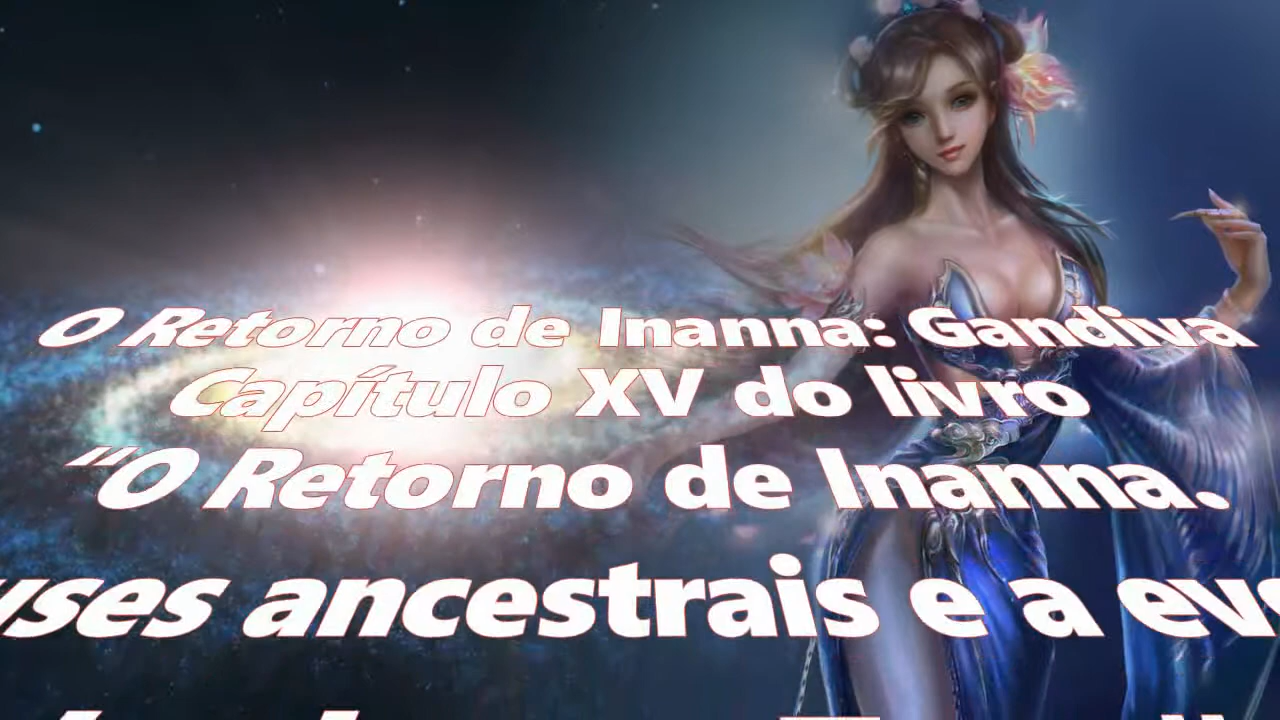 O Retorno de Inanna: Gandiva
Capítulo XV do livro
“O Retorno de Inanna.
ancestrais e a